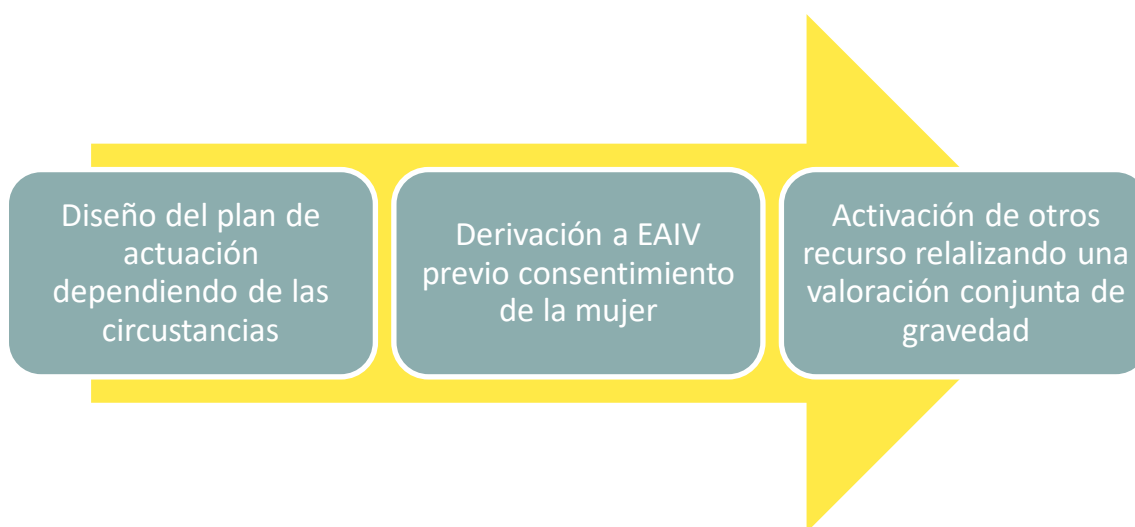 Diseño del plan de
actuación
dependiendo de las
circustancias
Derivación a EAIV
previo consentimiento
de la mujer
Activación de otros
recurso relalizando una
valoración conjunta de
gravedad